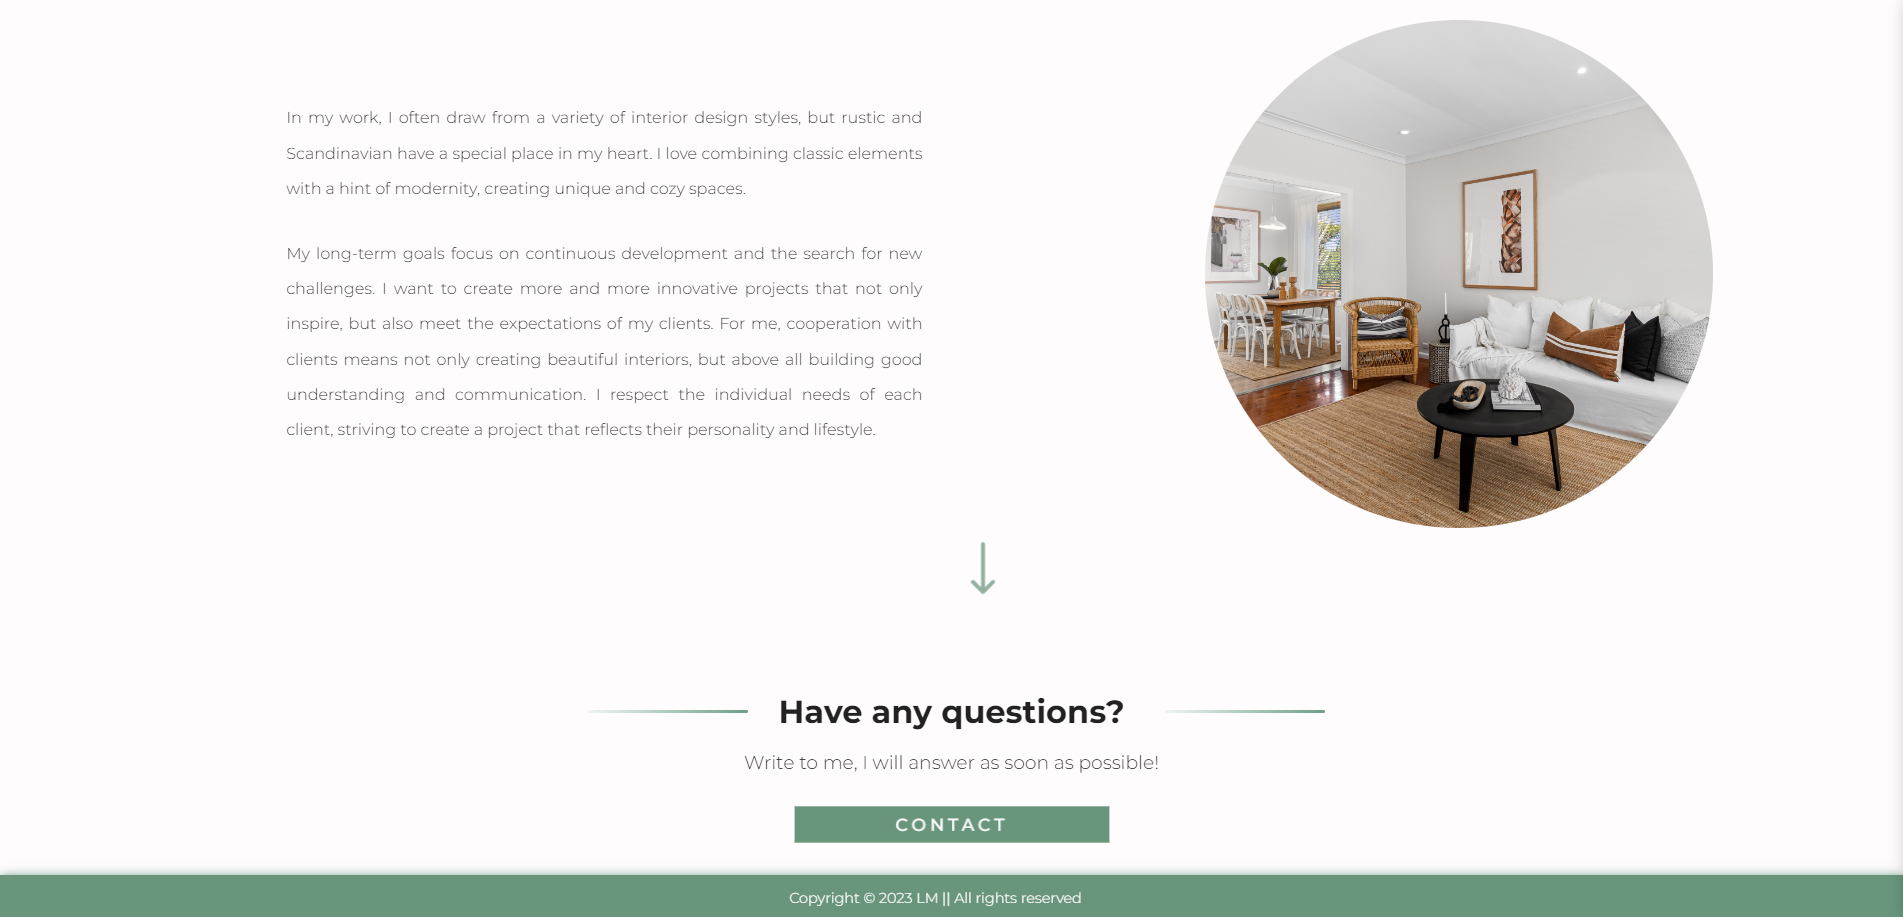 In my work, I often draw from a variety of interior design styles, but rustic and
Scandinavian have a special place in my heart. I love combining classic elements
with a hint of modernity, creating unique and cozy spaces.
My long-term goals focus on continuous development and the search for new
challenges. I want to create more and more innovative projects that not only
inspire, but also meet the expectations of my clients. For me, cooperation with
clients means not only creating beautiful interiors, but above all building good
understanding and communication. I respect the individual needs of each
client, striving to create a project that reflects their personality and lifestyle.
Have any questions?
Write to me, I will answer as soon as possible!
CONTACT
Copyright © 2023 LM || All rights reserved